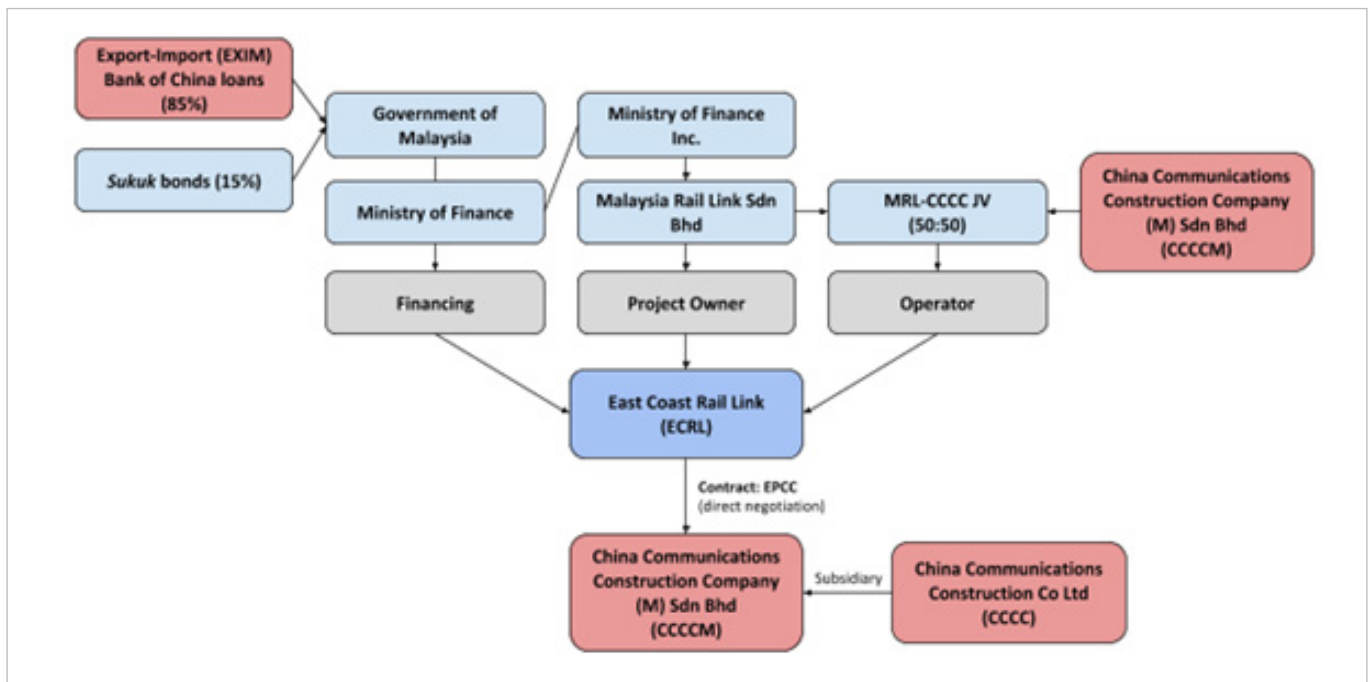 Export-Import (EXIM)
Bank of China loans
(85%)
Sukuk bonds (15%)
Government of
Malaysia
Ministry of Finance
Inc.
Ministry of Finance
Malaysia Rail Link Sdn
Bhd
MRL-CCCC JV
(50:50)
China Communications
Construction Company
(M) Sdn Bhd
(CCCCM)
Financing
Project Owner
Operator
East Coast Rail Link
(ECRL)
Contract: EPCC
(direct negotiation)
China Communications
Construction Company
(M) Sdn Bhd
(CCCCM)
Subsidiary
China Communications
Construction Co Ltd
(CCCC)